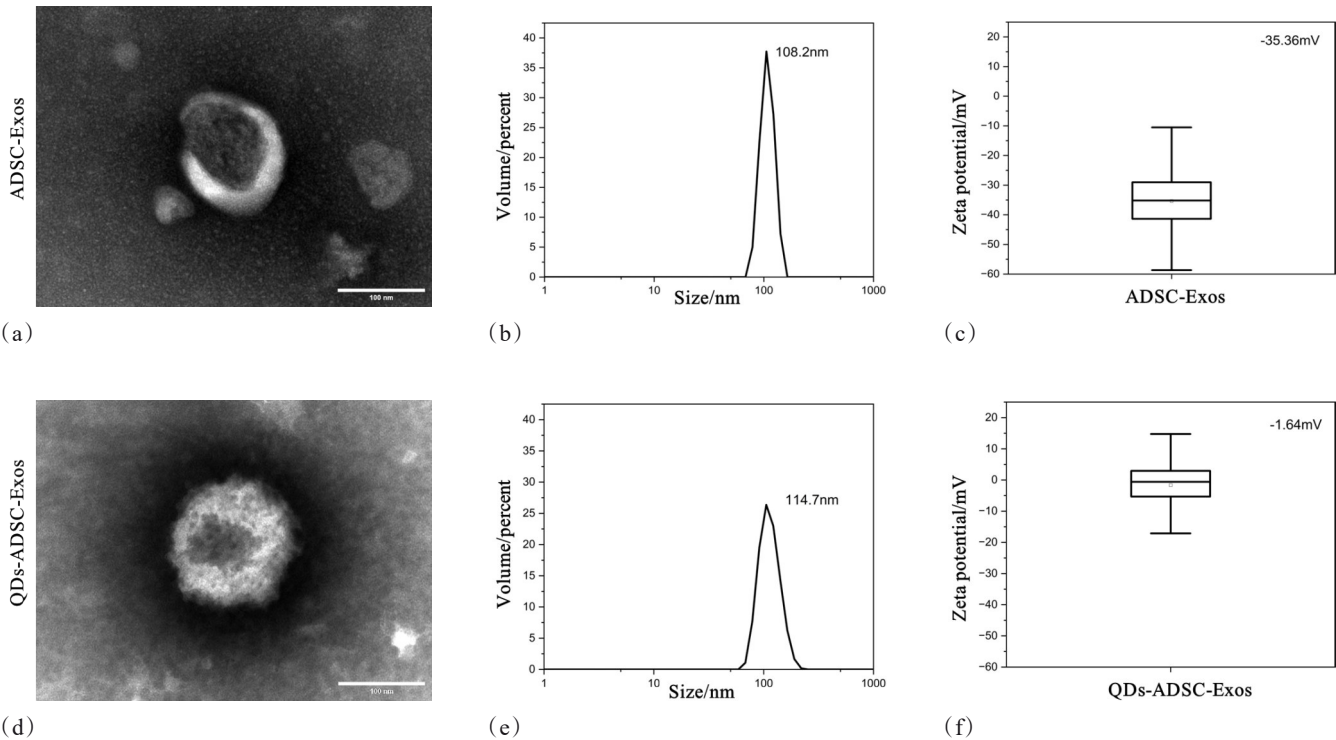 ADSC-Exos
100 nm
(a)
Volume/percent
40
35
30
25
20
15
10
5
0
108.2nm
1
10
100
1000
Size/nm
(b)
Zeta potential/mV
20
10
0
−10
−20
−30
−40
−50
−60
-35.36mV
ADSC-Exos
(c)
QDs-ADSC-Exos
100 nm
(d)
Volume/percent
40
35
30
25
20
15
10
5
0
114.7nm
1
10
100
1000
Size/nm
(e)
Zeta potential/mV
20
10
0
−10
−20
−30
−40
−50
−60
-1.64mV
QDs-ADSC-Exos
(f)